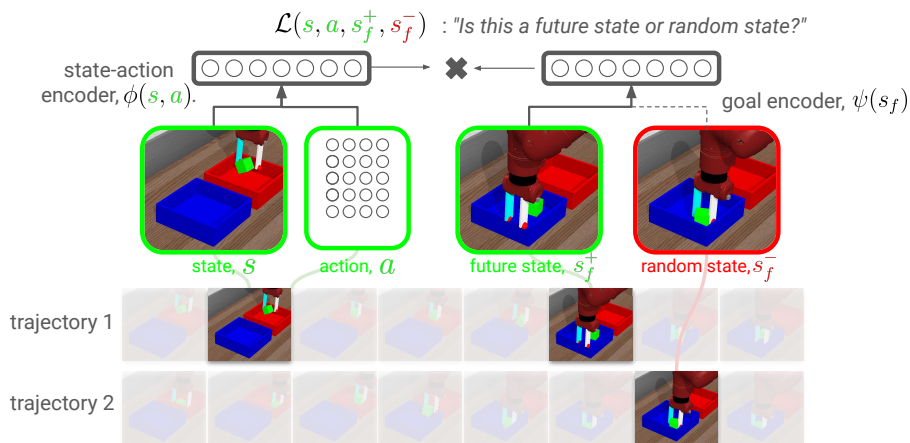 ℒ(s, a, s_f^+, s_f^-) : "Is this a future state or random state?"
state-action
encoder, ϕ(s, a).
goal encoder, ψ(s_f)
state, s
action, a
future state, s_f^+
random state, s_f^-
trajectory 1
trajectory 2